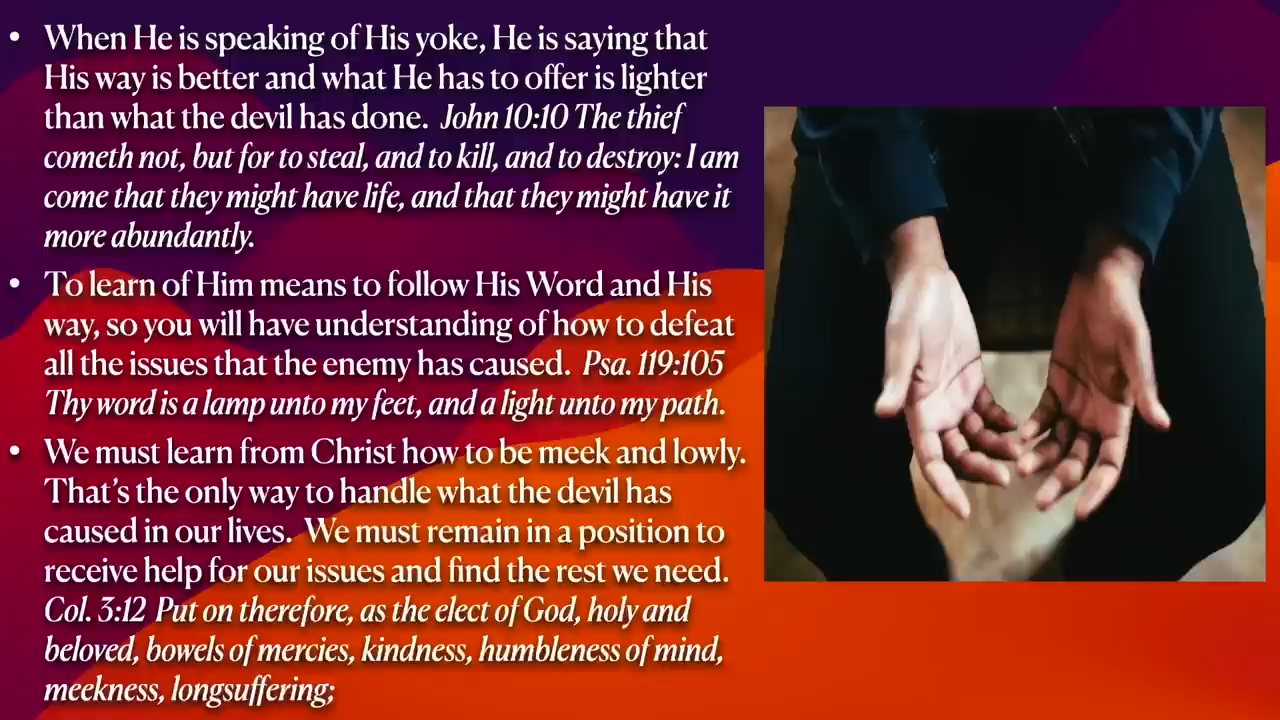 • When He is speaking of His yoke, He is saying that
His way is better and what He has to offer is lighter
than what the devil has done. John 10:10 The thief
cometh not, but for to steal, and to kill, and to destroy: I am
come that they might have life, and that they might have it
more abundantly.
• To learn of Him means to follow His Word and His
way, so you will have understanding of how to defeat
all the issues that the enemy has caused. Psa. 119:105
Thy word is a lamp unto my feet, and a light unto my path.
• We must learn from Christ how to be meek and lowly.
That's the only way to handle what the devil has
caused in our lives. We must remain in a position to
receive help for our issues and find the rest we need.
Col. 3:12 Put on therefore, as the elect of God, holy and
beloved, bowels of mercies, kindness, humbleness of mind,
meekness, longsuffering;